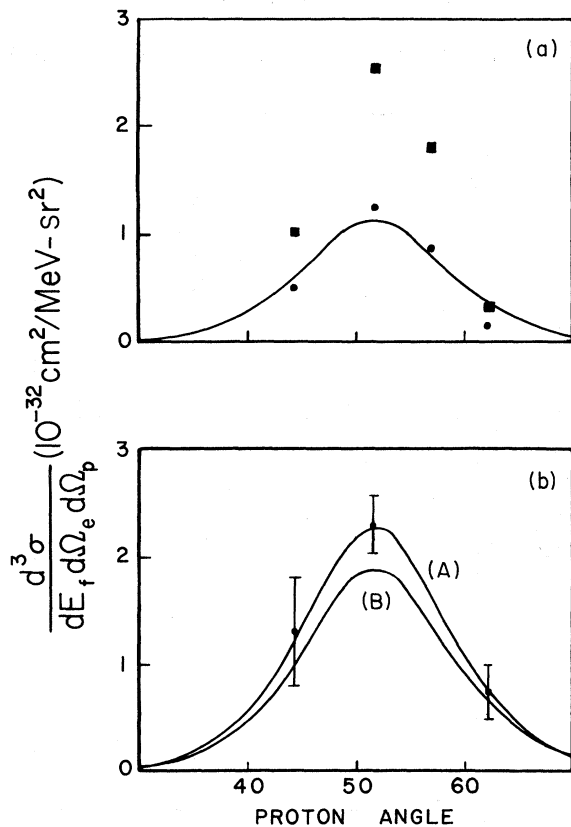 3
(a)
2
1
0
d³σ
dE_f dΩ_e dΩ_p
(10⁻³² cm²/MeV-sr²)
3
(b)
2
(A)
(B)
1
0
40 50 60
PROTON ANGLE